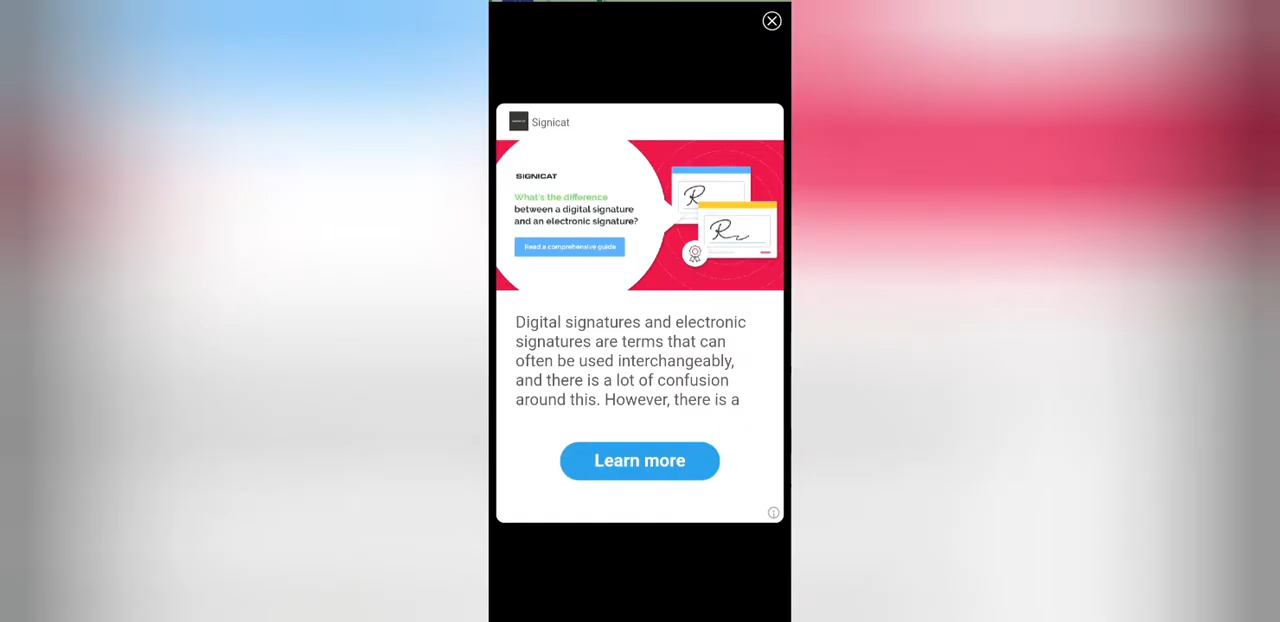 Signicat
SIGNICAT
What's the difference
between a digital signature
and an electronic signature?
Read a comprehensive guide
Digital signatures and electronic
signatures are terms that can
often be used interchangeably,
and there is a lot of confusion
around this. However, there is a
Learn more